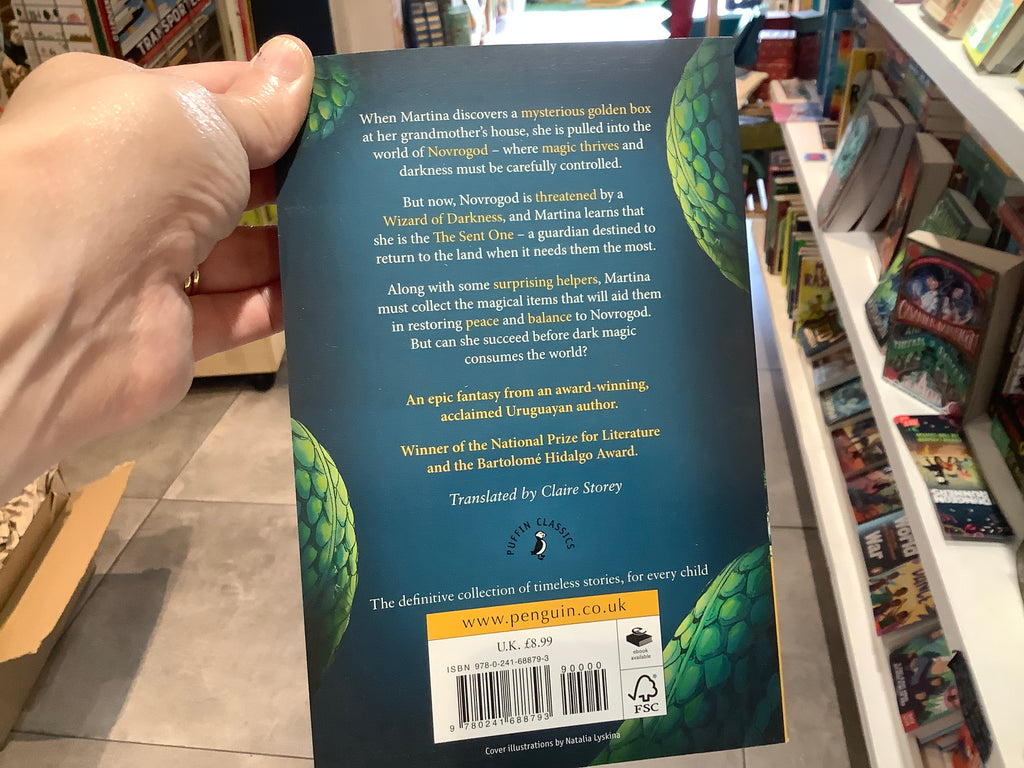 TRANSPORTE
When Martina discovers a mysterious golden box
at her grandmother's house, she is pulled into the
world of Novrogod – where magic thrives and
darkness must be carefully controlled.
But now, Novrogod is threatened by a
Wizard of Darkness, and Martina learns that
she is the The Sent One – a guardian destined to
return to the land when it needs them the most.
Along with some surprising helpers, Martina
must collect the magical items that will aid them
in restoring peace and balance to Novrogod.
But can she succeed before dark magic
consumes the world?
An epic fantasy from an award-winning,
acclaimed Uruguayan author.
Winner of the National Prize for Literature
and the Bartolomé Hidalgo Award.
Translated by Claire Storey
PUFFIN CLASSICS
The definitive collection of timeless stories, for every child
www.penguin.co.uk
U.K. £8.99
ISBN 978-0-241-68879-3
90000
9 780241 688793
ebook
available
FSC
Cover illustrations by Natalia Lyskina
World
War